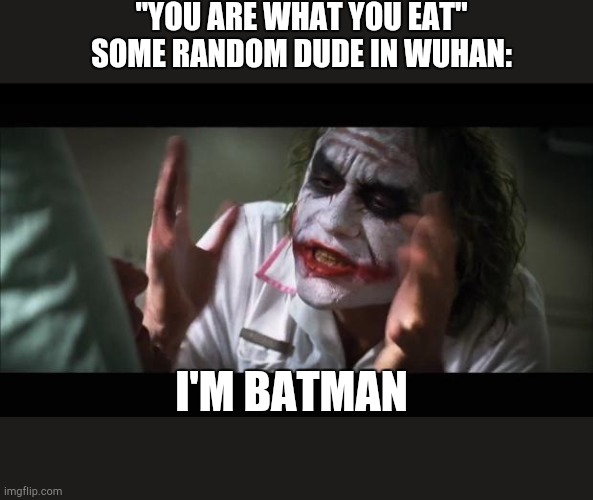 "YOU ARE WHAT YOU EAT"
SOME RANDOM DUDE IN WUHAN:
I'M BATMAN
imgflip.com